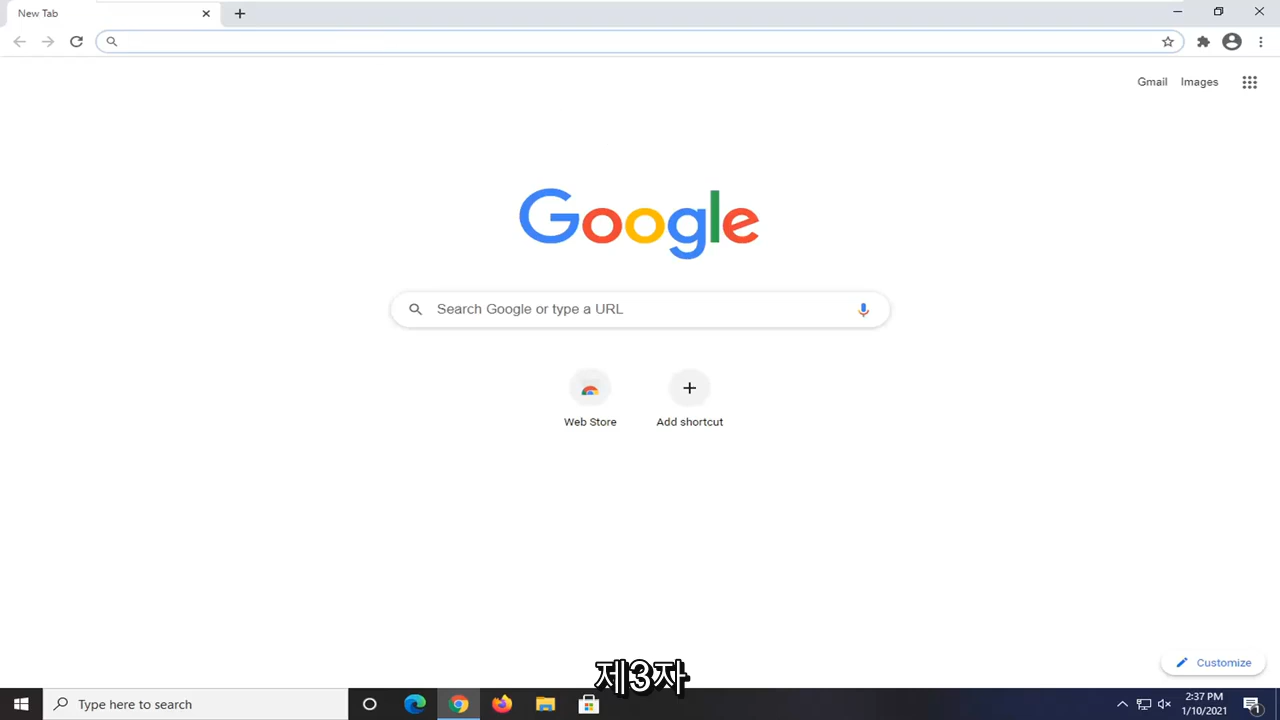 New Tab
Gmail Images
Google
Search Google or type a URL
Web Store Add shortcut
Customize
제3자
Type here to search
2:37 PM
1/10/2021
1